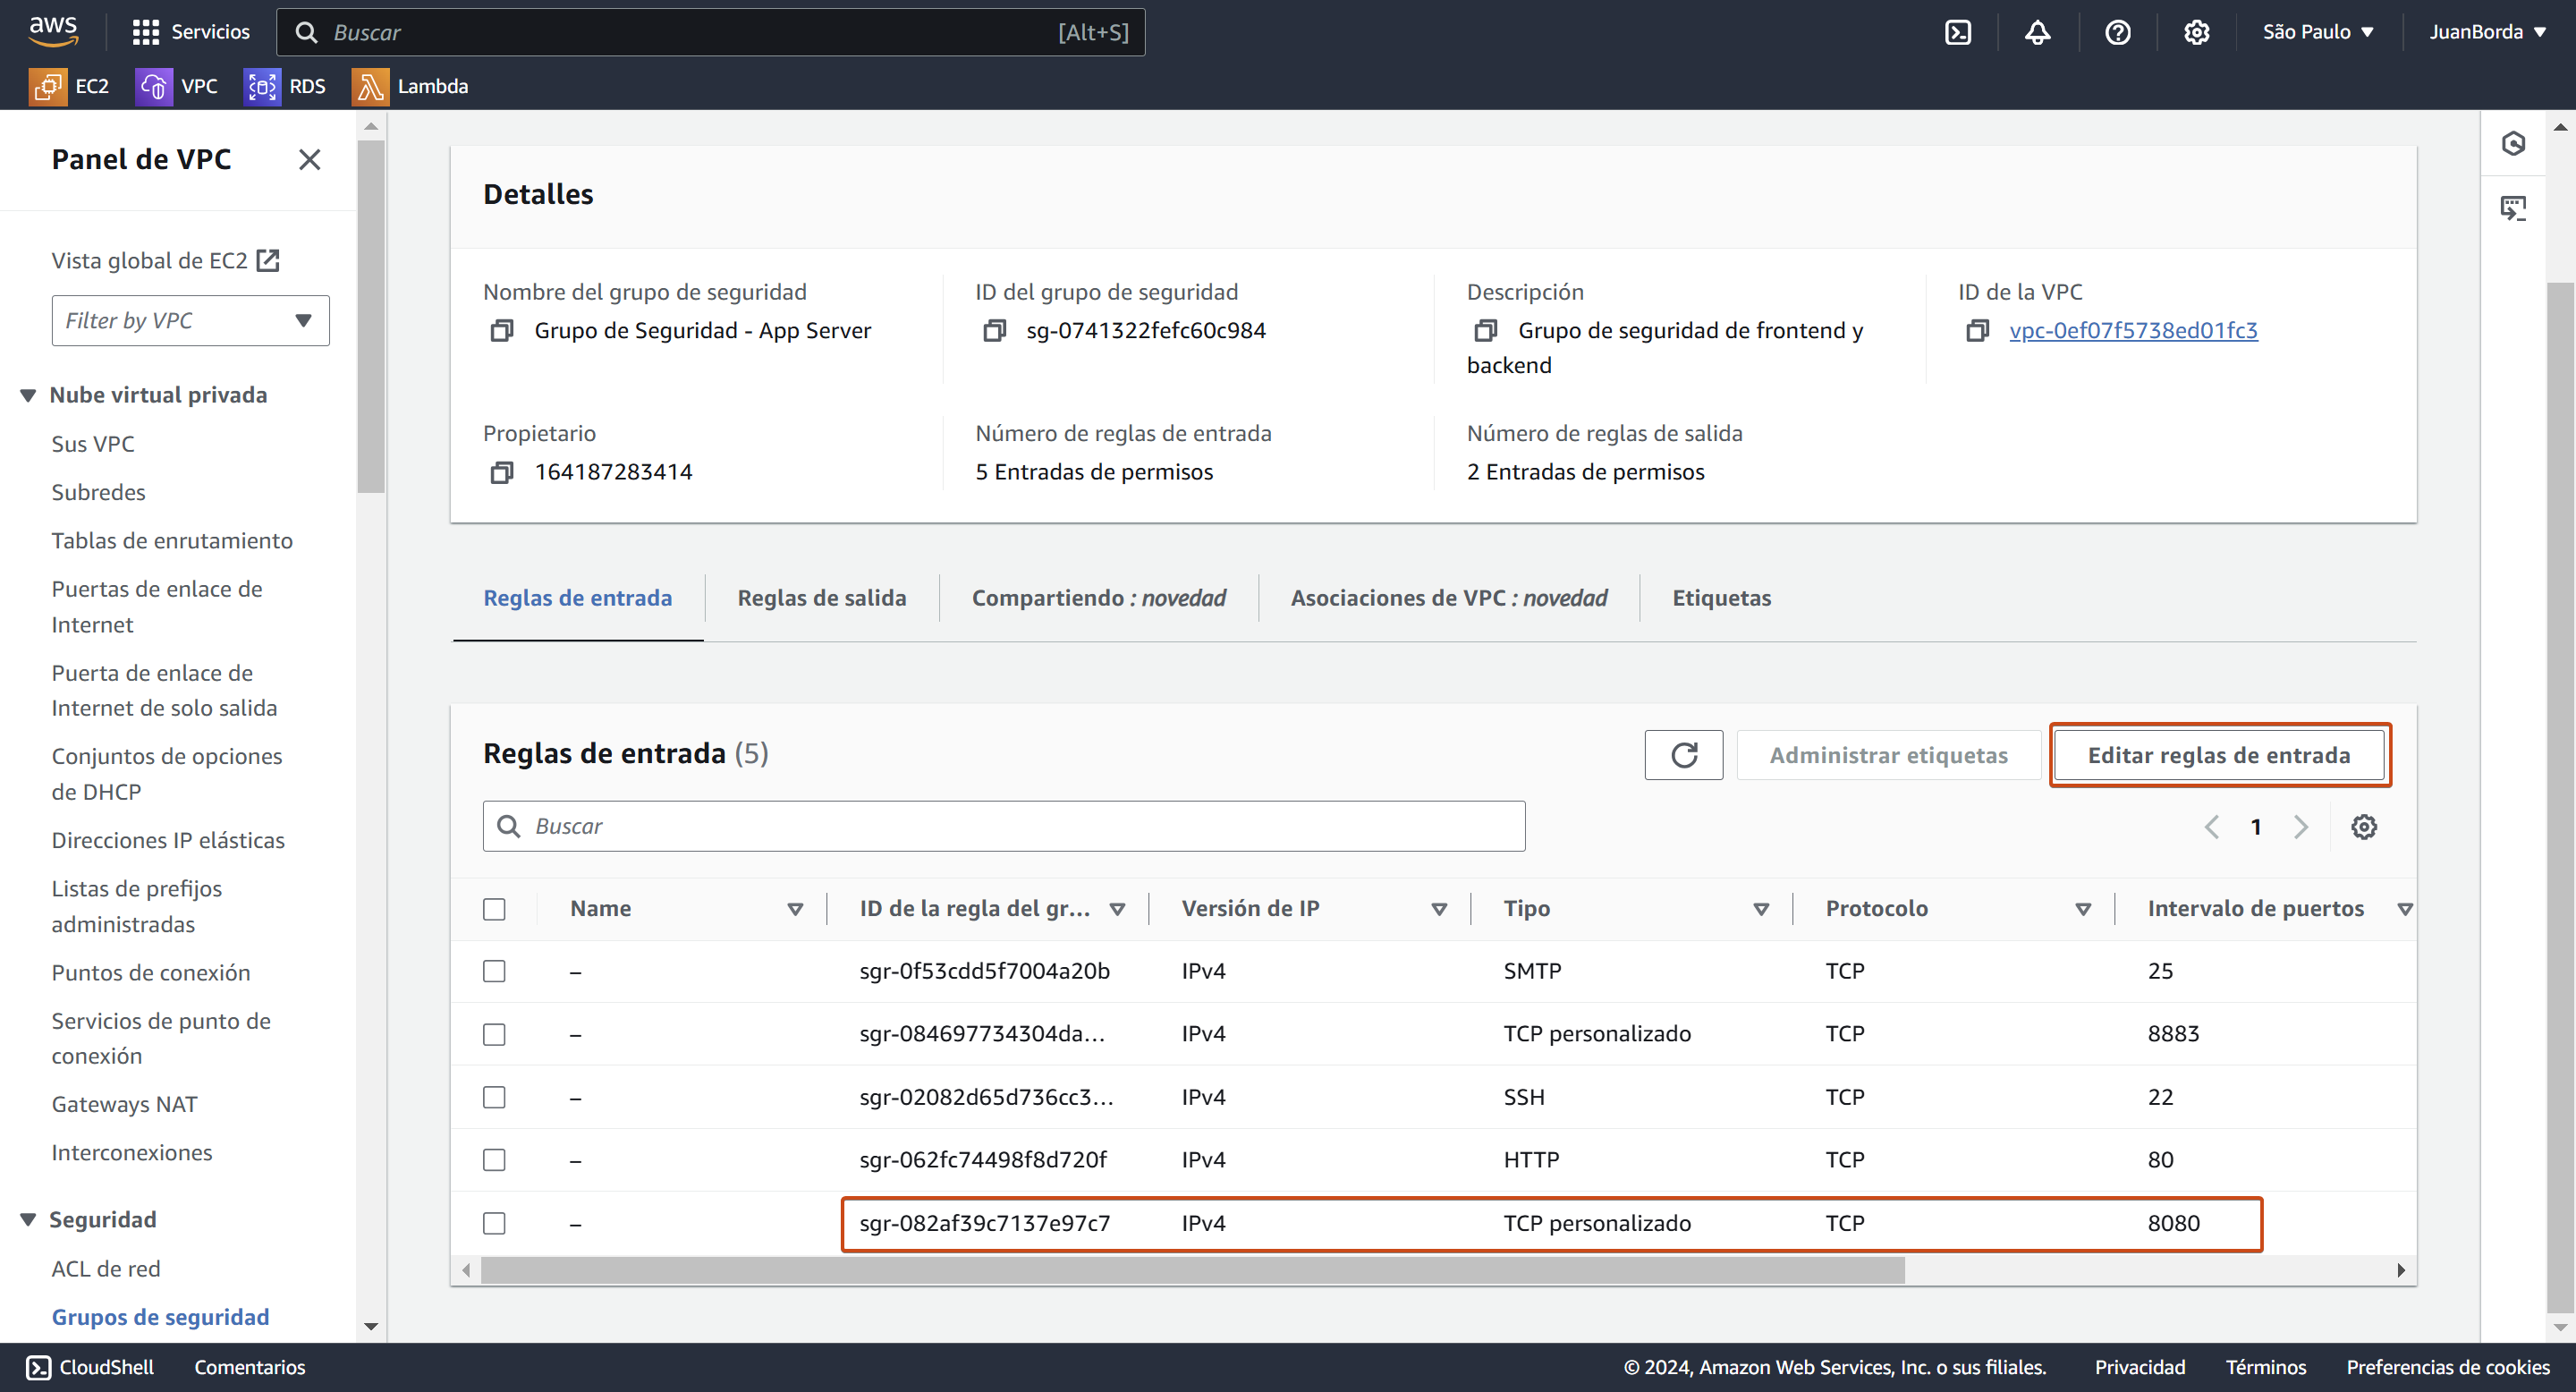 aws
Servicios
Buscar
[Alt+S]
São Paulo
JuanBorda
EC2
VPC
RDS
Lambda
Panel de VPC
Vista global de EC2
Filter by VPC
Nube virtual privada
Sus VPC
Subredes
Tablas de enrutamiento
Puertas de enlace de
Internet
Puerta de enlace de
Internet de solo salida
Conjuntos de opciones
de DHCP
Direcciones IP elásticas
Listas de prefijos
administradas
Puntos de conexión
Servicios de punto de
conexión
Gateways NAT
Interconexiones
Seguridad
ACL de red
Grupos de seguridad
Detalles
Nombre del grupo de seguridad
Grupo de Seguridad - App Server
ID del grupo de seguridad
sg-0741322fefc60c984
Descripción
Grupo de seguridad de frontend y
backend
ID de la VPC
vpc-0ef07f5738ed01fc3
Propietario
164187283414
Número de reglas de entrada
5 Entradas de permisos
Número de reglas de salida
2 Entradas de permisos
Reglas de entrada
Reglas de salida
Compartiendo : novedad
Asociaciones de VPC : novedad
Etiquetas
Reglas de entrada (5)
Administrar etiquetas
Editar reglas de entrada
Buscar
1
Name ID de la regla del gr... Versión de IP Tipo Protocolo Intervalo de puertos
– sgr-0f53cdd5f7004a20b IPv4 SMTP TCP 25
– sgr-084697734304da... IPv4 TCP personalizado TCP 8883
– sgr-02082d65d736cc3... IPv4 SSH TCP 22
– sgr-062fc74498f8d720f IPv4 HTTP TCP 80
– sgr-082af39c7137e97c7 IPv4 TCP personalizado TCP 8080
CloudShell
Comentarios
© 2024, Amazon Web Services, Inc. o sus filiales.
Privacidad
Términos
Preferencias de cookies